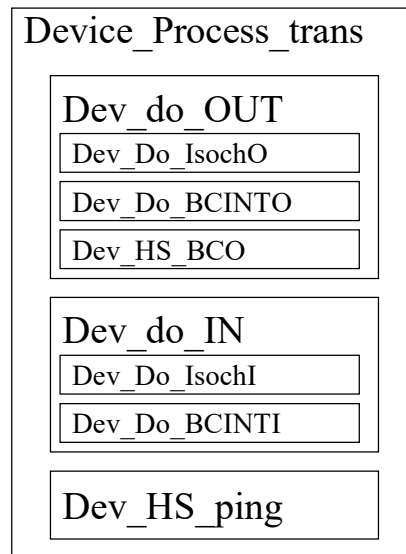 Device_Process_trans
Dev_do_OUT
Dev_Do_IsochO
Dev_Do_BCINTO
Dev_HS_BCO
Dev_do_IN
Dev_Do_IsochI
Dev_Do_BCINTI
Dev_HS_ping